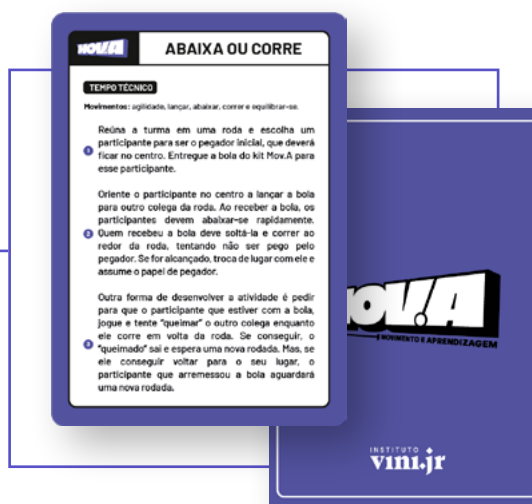 MOV.A
ABAIXA OU CORRE
TEMPO TÉCNICO
Movimentos: agilidade, lançar, abaixar, correr e equilibrar-se.
Reúna a turma em uma roda e escolha um
1 participante para ser o pegador inicial, que deverá
ficar no centro. Entregue a bola do kit Mov.A para
esse participante.
Oriente o participante no centro a lançar a bola
para outro colega da roda. Ao receber a bola, os
participantes devem abaixar-se rapidamente.
2 Quem recebeu a bola deve soltá-la e correr ao
redor da roda, tentando não ser pego pelo
pegador. Se for alcançado, troca de lugar com ele e
assume o papel de pegador.
Outra forma de desenvolver a atividade é pedir
para que o participante que estiver com a bola,
jogue e tente "queimar" o outro colega enquanto
ele corre em volta da roda. Se conseguir, o
3 "queimado" sai e espera uma nova rodada. Mas, se
ele conseguir voltar para o seu lugar, o
participante que arremessou a bola aguardará
uma nova rodada.
MOV.A
MOVIMENTO E APRENDIZAGEM
INSTITUTO
vini.jr